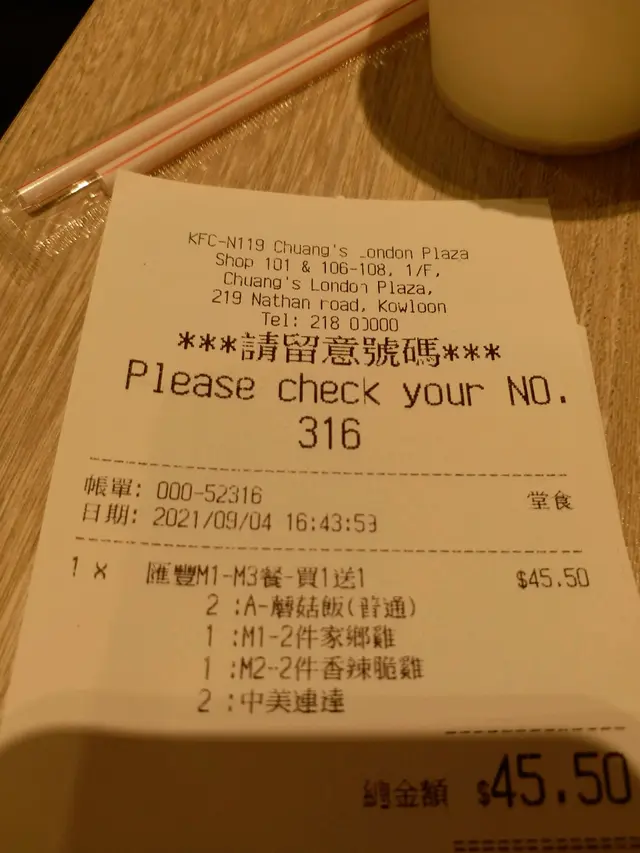 KFC-N119 Chuang's London Plaza
Shop 101 & 106-108, 1/F,
Chuang's London Plaza,
219 Nathan road, Kowloon
Tel: 218 00000
***請留意號碼***
Please check your NO.
316
帳單: 000-52316 堂食
日期: 2021/09/04 16:43:53
1 x 匯豐M1-M3餐-買1送1 $45.50
2 :A-蘑菇飯(普通)
1 :M1-2件家鄉雞
1 :M2-2件香辣脆雞
2 :中美連達
總金額 $45.50